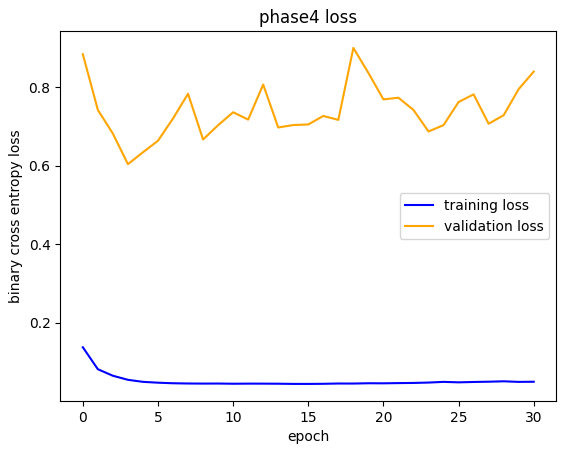 phase4 loss
binary cross entropy loss
0.8
0.6
0.4
0.2
training loss
validation loss
0 5 10 15 20 25 30
epoch